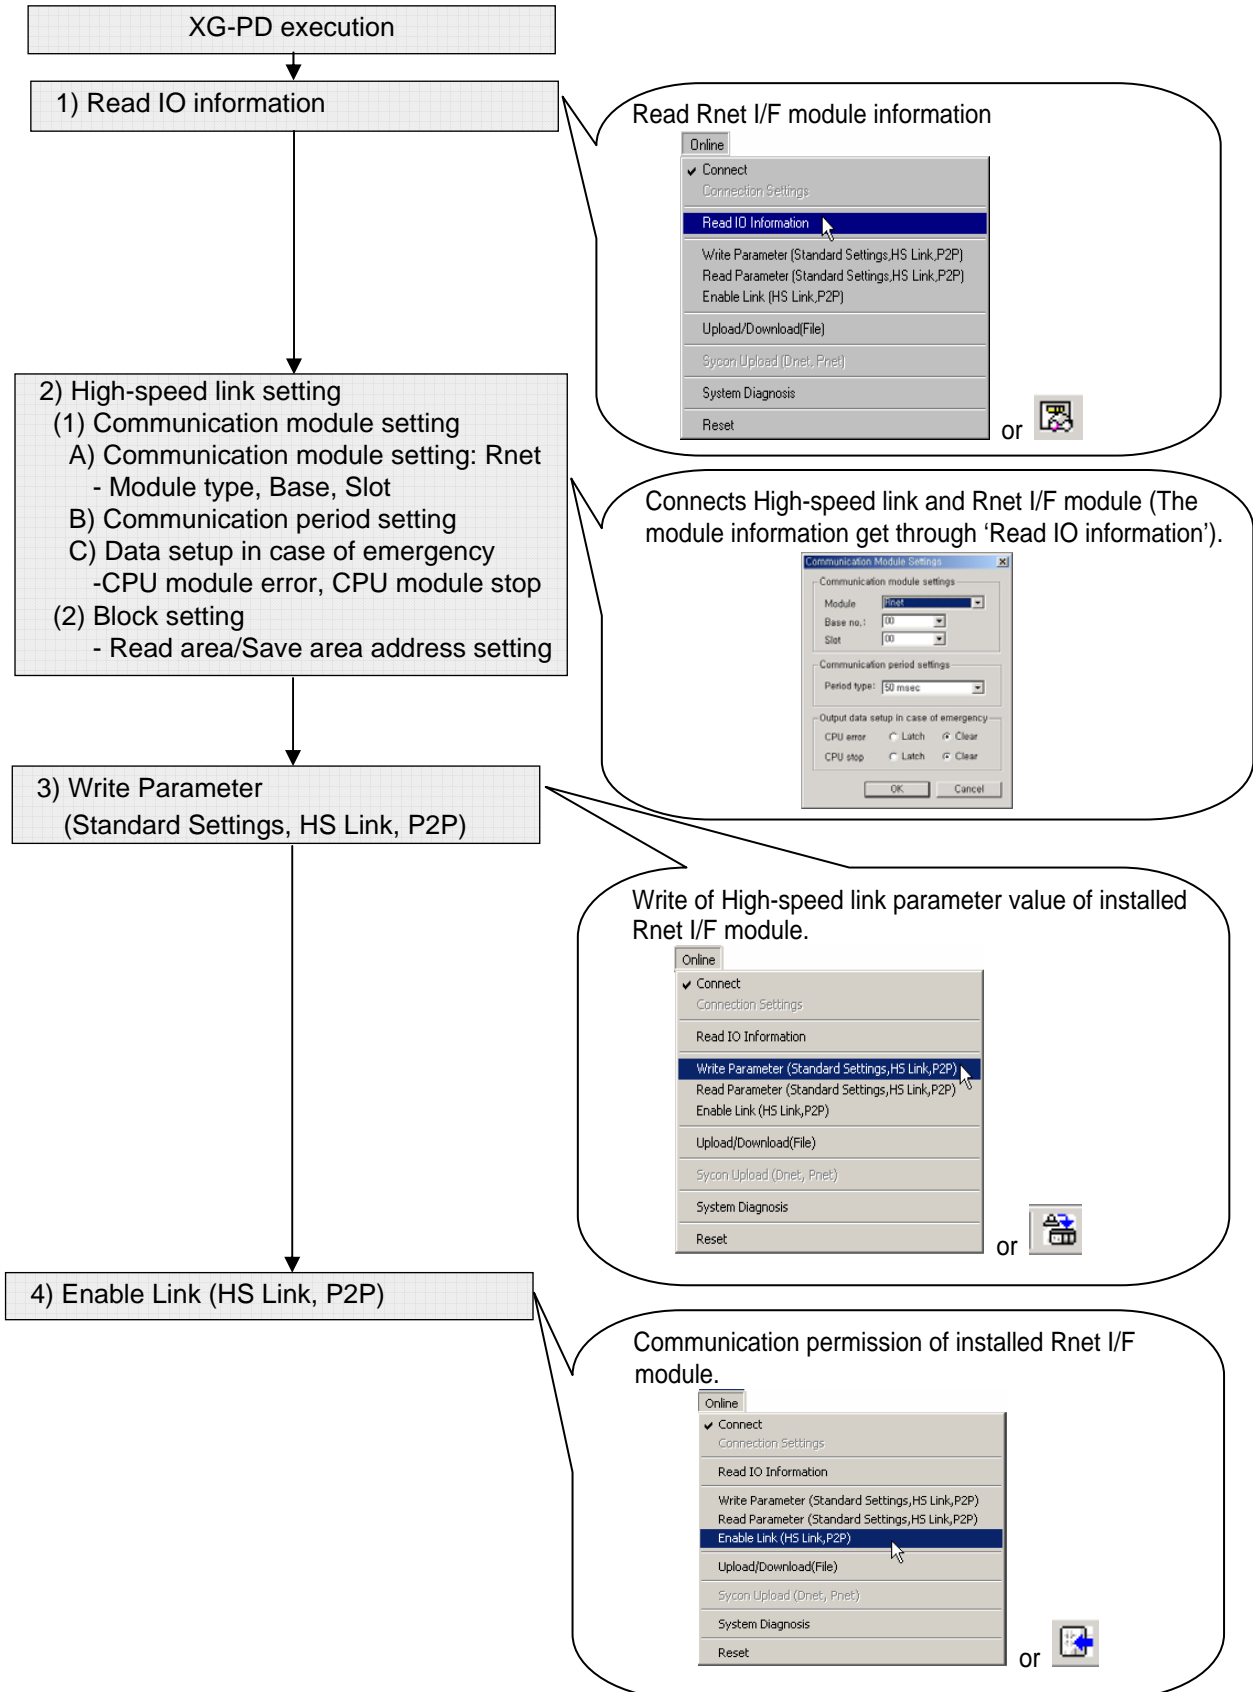 XG-PD execution
1) Read IO information
Read Rnet I/F module information
Online
Connect
Connection Settings
Read IO Information
Write Parameter (Standard Settings,HS Link,P2P)
Read Parameter (Standard Settings,HS Link,P2P)
Enable Link (HS Link,P2P)
Upload/Download(File)
Sycon Upload (Dnet, Pnet)
System Diagnosis
Reset
or
2) High-speed link setting
(1) Communication module setting
A) Communication module setting: Rnet
- Module type, Base, Slot
B) Communication period setting
C) Data setup in case of emergency
-CPU module error, CPU module stop
(2) Block setting
- Read area/Save area address setting
Connects High-speed link and Rnet I/F module (The
module information get through ‘Read IO information’).
Communication Module Settings
Communication module settings
Module Rnet
Base no.: 00
Slot 00
Communication period settings
Period type: 50 msec
Output data setup in case of emergency
CPU error Latch Clear
CPU stop Latch Clear
OK Cancel
3) Write Parameter
(Standard Settings, HS Link, P2P)
Write of High-speed link parameter value of installed
Rnet I/F module.
Online
Connect
Connection Settings
Read IO Information
Write Parameter (Standard Settings,HS Link,P2P)
Read Parameter (Standard Settings,HS Link,P2P)
Enable Link (HS Link,P2P)
Upload/Download(File)
Sycon Upload (Dnet, Pnet)
System Diagnosis
Reset
or
4) Enable Link (HS Link, P2P)
Communication permission of installed Rnet I/F
module.
Online
Connect
Connection Settings
Read IO Information
Write Parameter (Standard Settings,HS Link,P2P)
Read Parameter (Standard Settings,HS Link,P2P)
Enable Link (HS Link,P2P)
Upload/Download(File)
Sycon Upload (Dnet, Pnet)
System Diagnosis
Reset
or